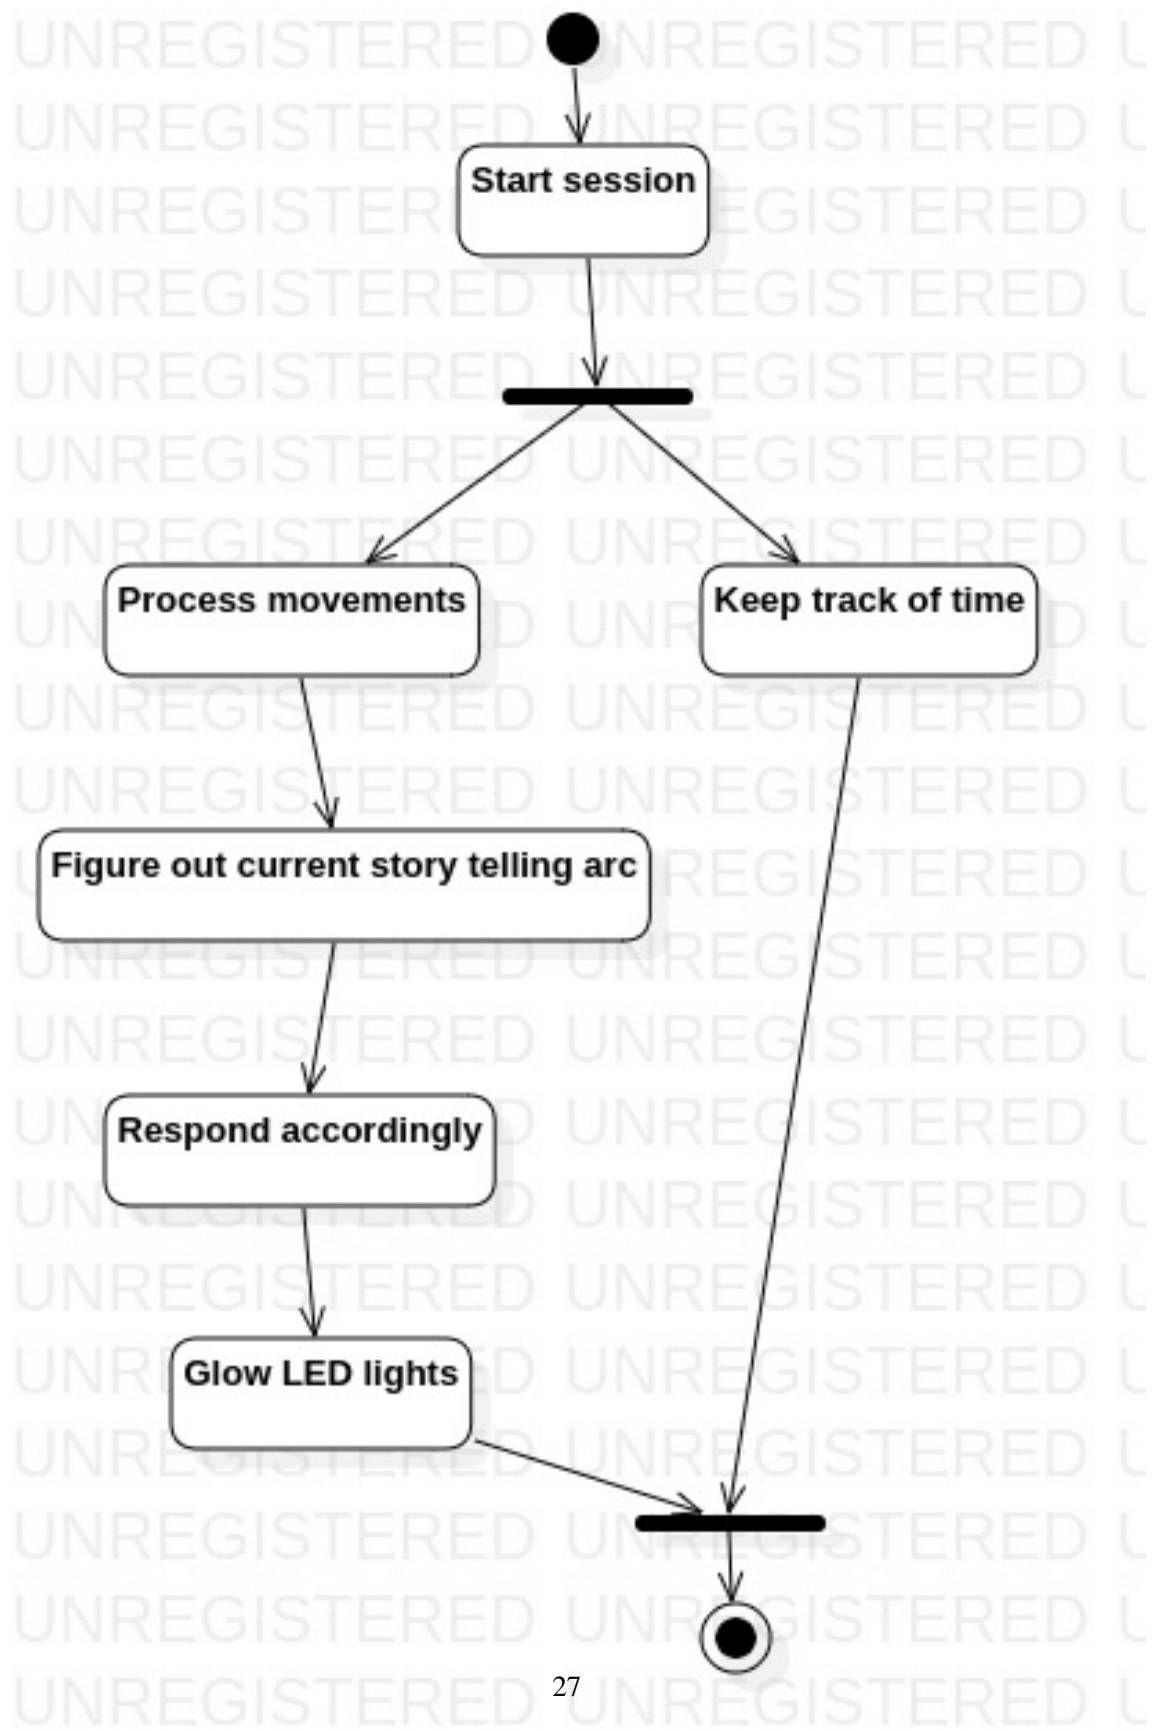 Start session
Process movements
Keep track of time
Figure out current story telling arc
Respond accordingly
Glow LED lights
27
UNREGISTERED